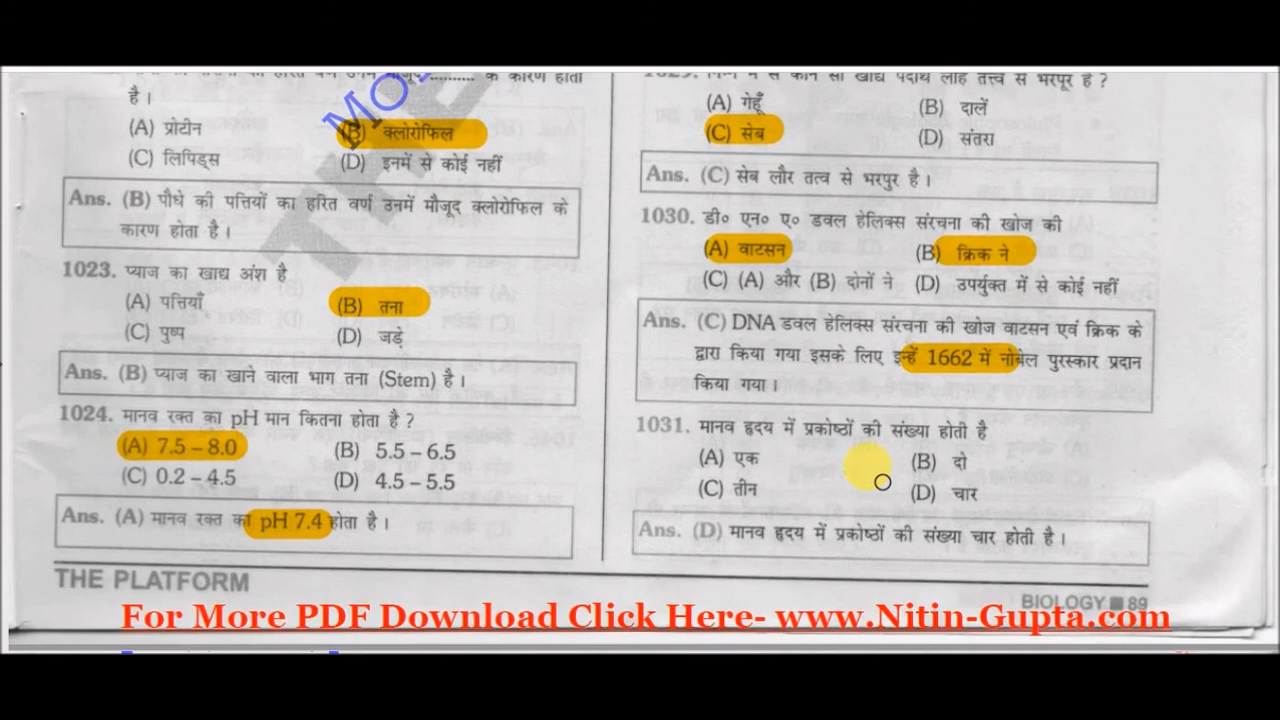 है।
(A) प्रोटीन (B) क्लोरोफिल
(C) लिपिड्स (D) इनमें से कोई नहीं
Ans. (B) पौधे की पत्तियों का हरित वर्ण उनमें मौजूद क्लोरोफिल के
कारण होता है।
1023. प्याज का खाद्य अंश है
(A) पत्तियाँ (B) तना
(C) पुष्प (D) जड़े
Ans. (B) प्याज का खाने वाला भाग तना (Stem) है।
1024. मानव रक्त का pH मान कितना होता है ?
(A) 7.5 – 8.0 (B) 5.5 – 6.5
(C) 0.2 – 4.5 (D) 4.5 – 5.5
Ans. (A) मानव रक्त का pH 7.4 होता है।
THE PLATFORM
(A) गेहूँ (B) दालें
(C) सेब (D) संतरा
Ans. (C) सेब लौर तत्व से भरपुर है।
1030. डी० एन० ए० डवल हेलिक्स संरचना की खोज की
(A) वाटसन (B) क्रिक ने
(C) (A) और (B) दोनों ने (D) उपर्युक्त में से कोई नहीं
Ans. (C) DNA डवल हेलिक्स संरचना की खोज वाटसन एवं क्रिक के
द्वारा किया गया इसके लिए इन्हें 1662 में नोबेल पुरस्कार प्रदान
किया गया।
1031. मानव हृदय में प्रकोष्ठों की संख्या होती है
(A) एक (B) दो
(C) तीन (D) चार
Ans. (D) मानव हृदय में प्रकोष्ठों की संख्या चार होती है।
BIOLOGY ■ 89
For More PDF Download Click Here- www.Nitin-Gupta.com